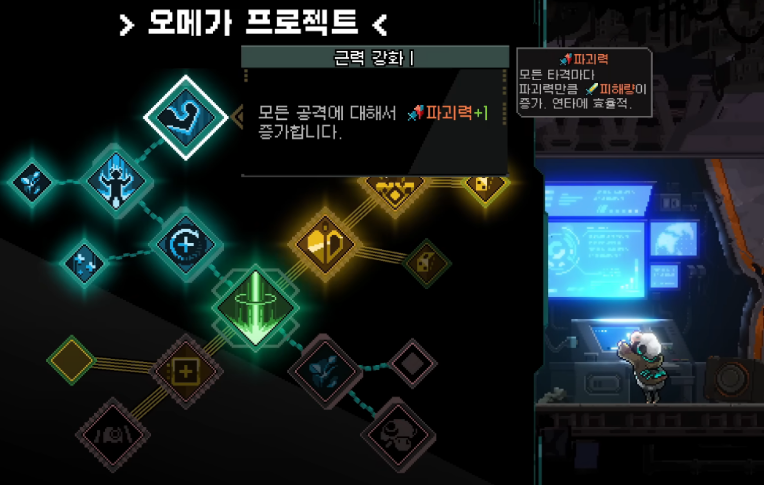 > 오메가 프로젝트 <
근력 강화 I
모든 공격에 대해서 파괴력+1
증가합니다.
파괴력
모든 타격마다
파괴력만큼 피해량이
증가. 연타에 효율적.